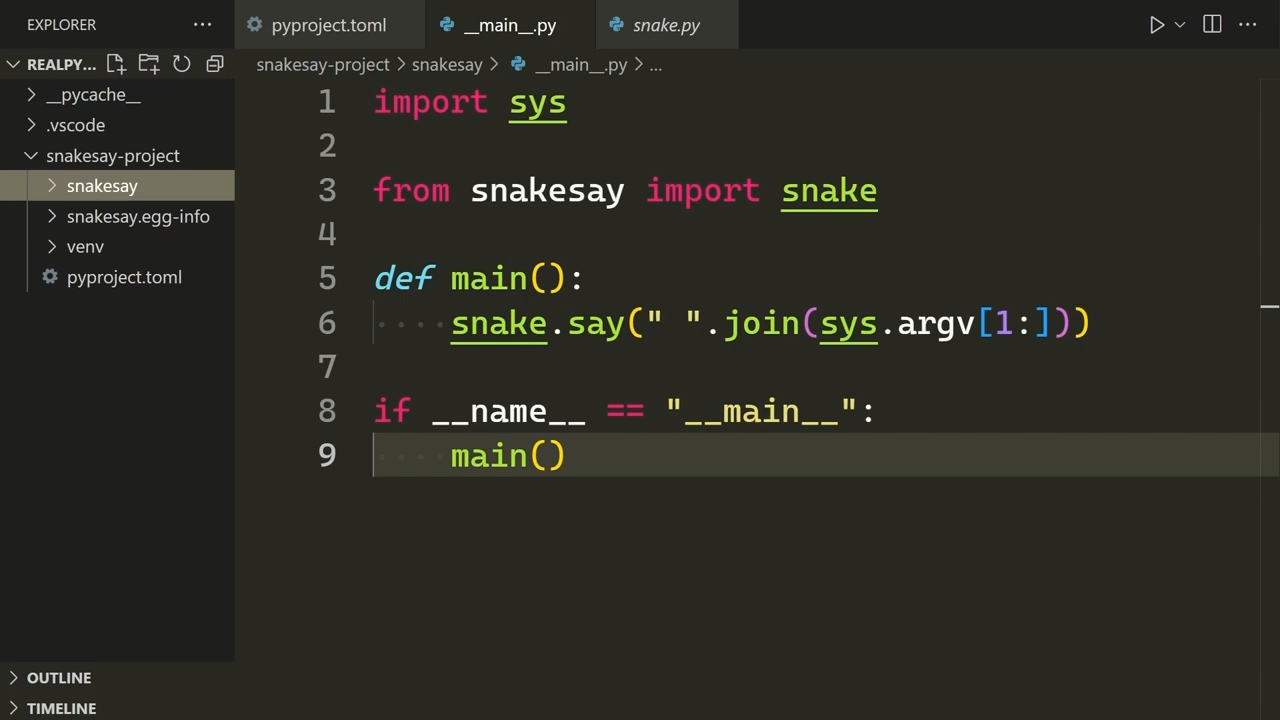 EXPLORER
pyproject.toml
__main__.py
snake.py
REALPY...
snakesay-project > snakesay > __main__.py > ...
__pycache__
.vscode
snakesay-project
snakesay
snakesay.egg-info
venv
pyproject.toml
1 import sys
2
3 from snakesay import snake
4
5 def main():
6 ····snake.say(" ".join(sys.argv[1:]))
7
8 if __name__ == "__main__":
9 ····main()
OUTLINE
TIMELINE